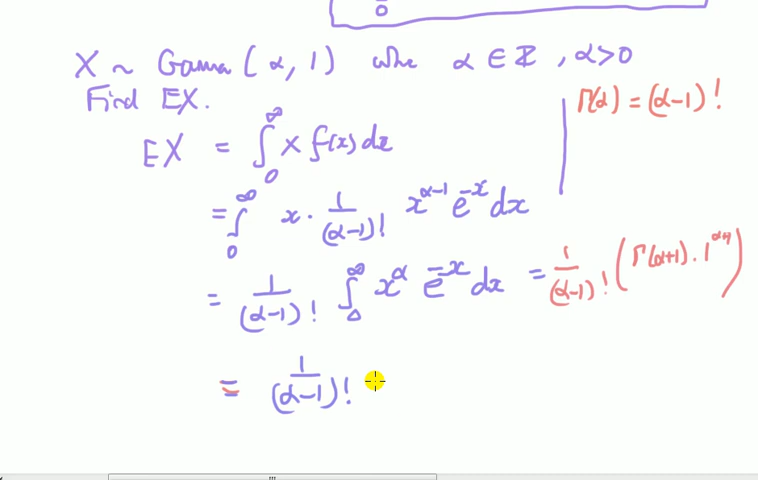 0
X ~ Gamma (α, 1) whe α ∈ ℤ, α>0
Find EX.
Γ(α) = (α-1)!
EX = ∫₀^∞ x f(x) dx
= ∫₀^∞ x · 1/(α-1)! x^(α-1) e^(-x) dx
= 1/(α-1)! ∫₀^∞ x^α e^(-x) dx = 1/(α-1)! (Γ(α+1) · 1^(α+1))
= 1/(α-1)!